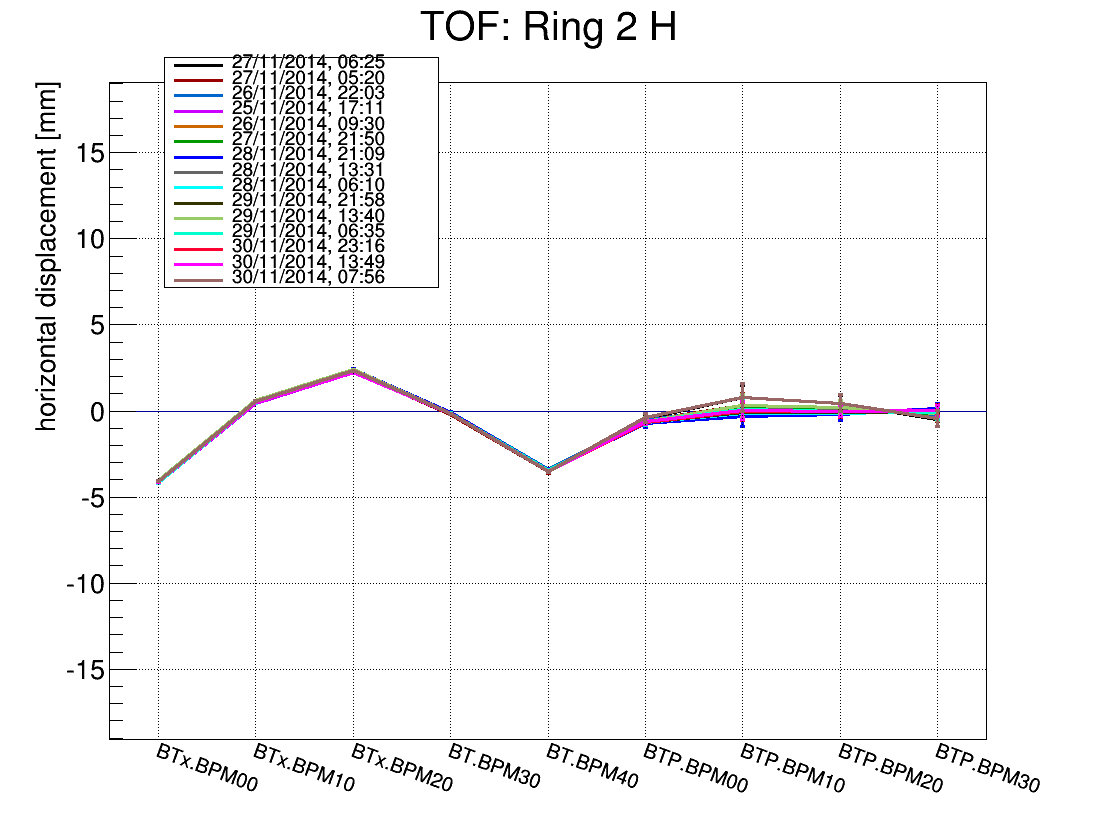 TOF: Ring 2 H
horizontal displacement [mm]
27/11/2014, 06:25
27/11/2014, 05:20
26/11/2014, 22:03
25/11/2014, 17:11
26/11/2014, 09:30
27/11/2014, 21:50
28/11/2014, 21:09
28/11/2014, 13:31
28/11/2014, 06:10
29/11/2014, 21:58
29/11/2014, 13:40
29/11/2014, 06:35
30/11/2014, 23:16
30/11/2014, 13:49
30/11/2014, 07:56
15
10
5
0
-5
-10
-15
BTx.BPM00
BTx.BPM10
BTx.BPM20
BT.BPM30
BT.BPM40
BTP.BPM00
BTP.BPM10
BTP.BPM20
BTP.BPM30